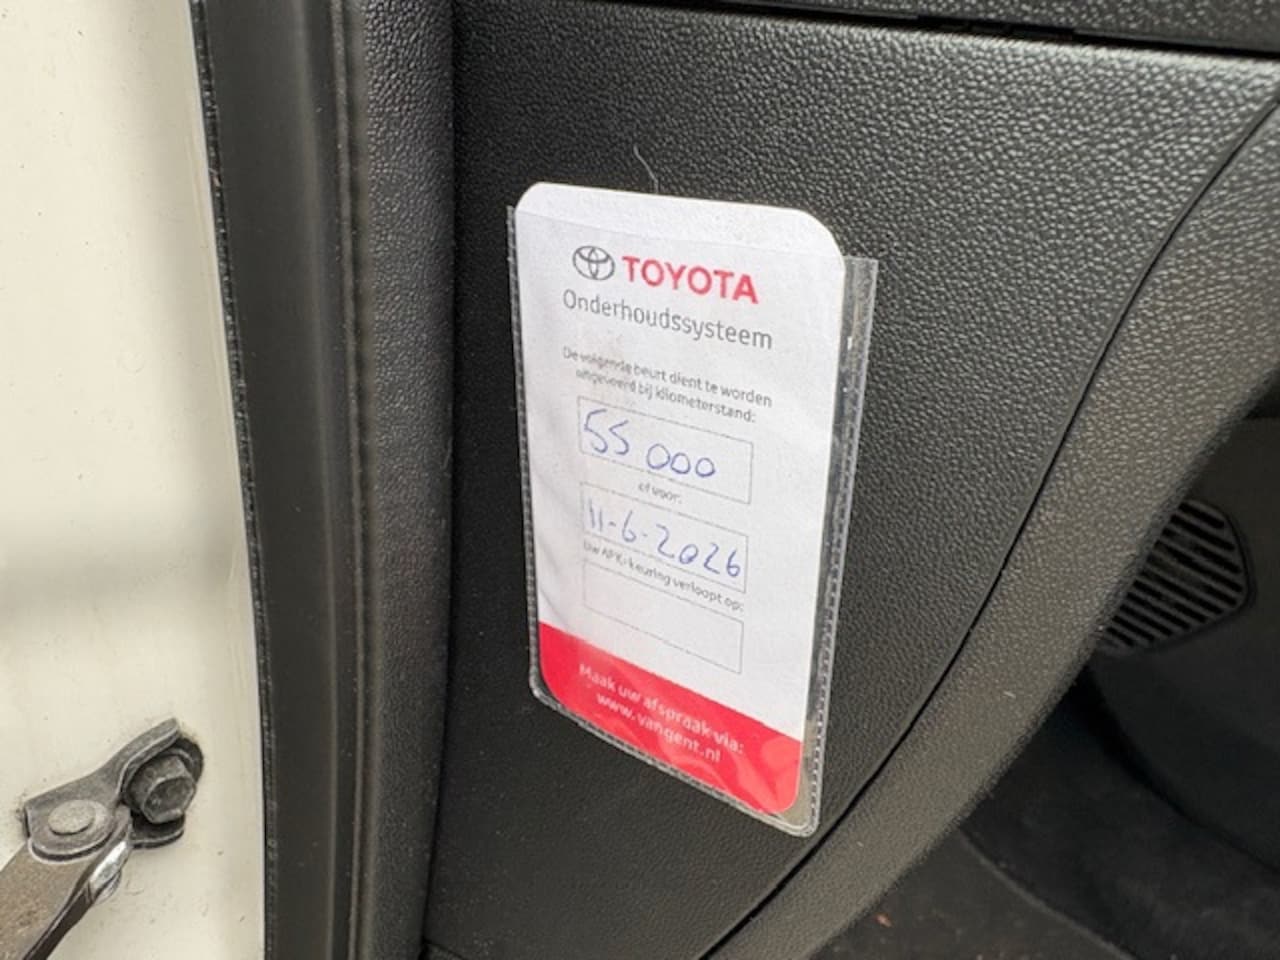 TOYOTA
Onderhoudssysteem
De volgende beurt dient te worden
uitgevoerd bij kilometerstand:
55 000
of voor:
11-6-2026
Uw APK-keuring verloopt op:
Maak uw afspraak via:
www.vangent.nl